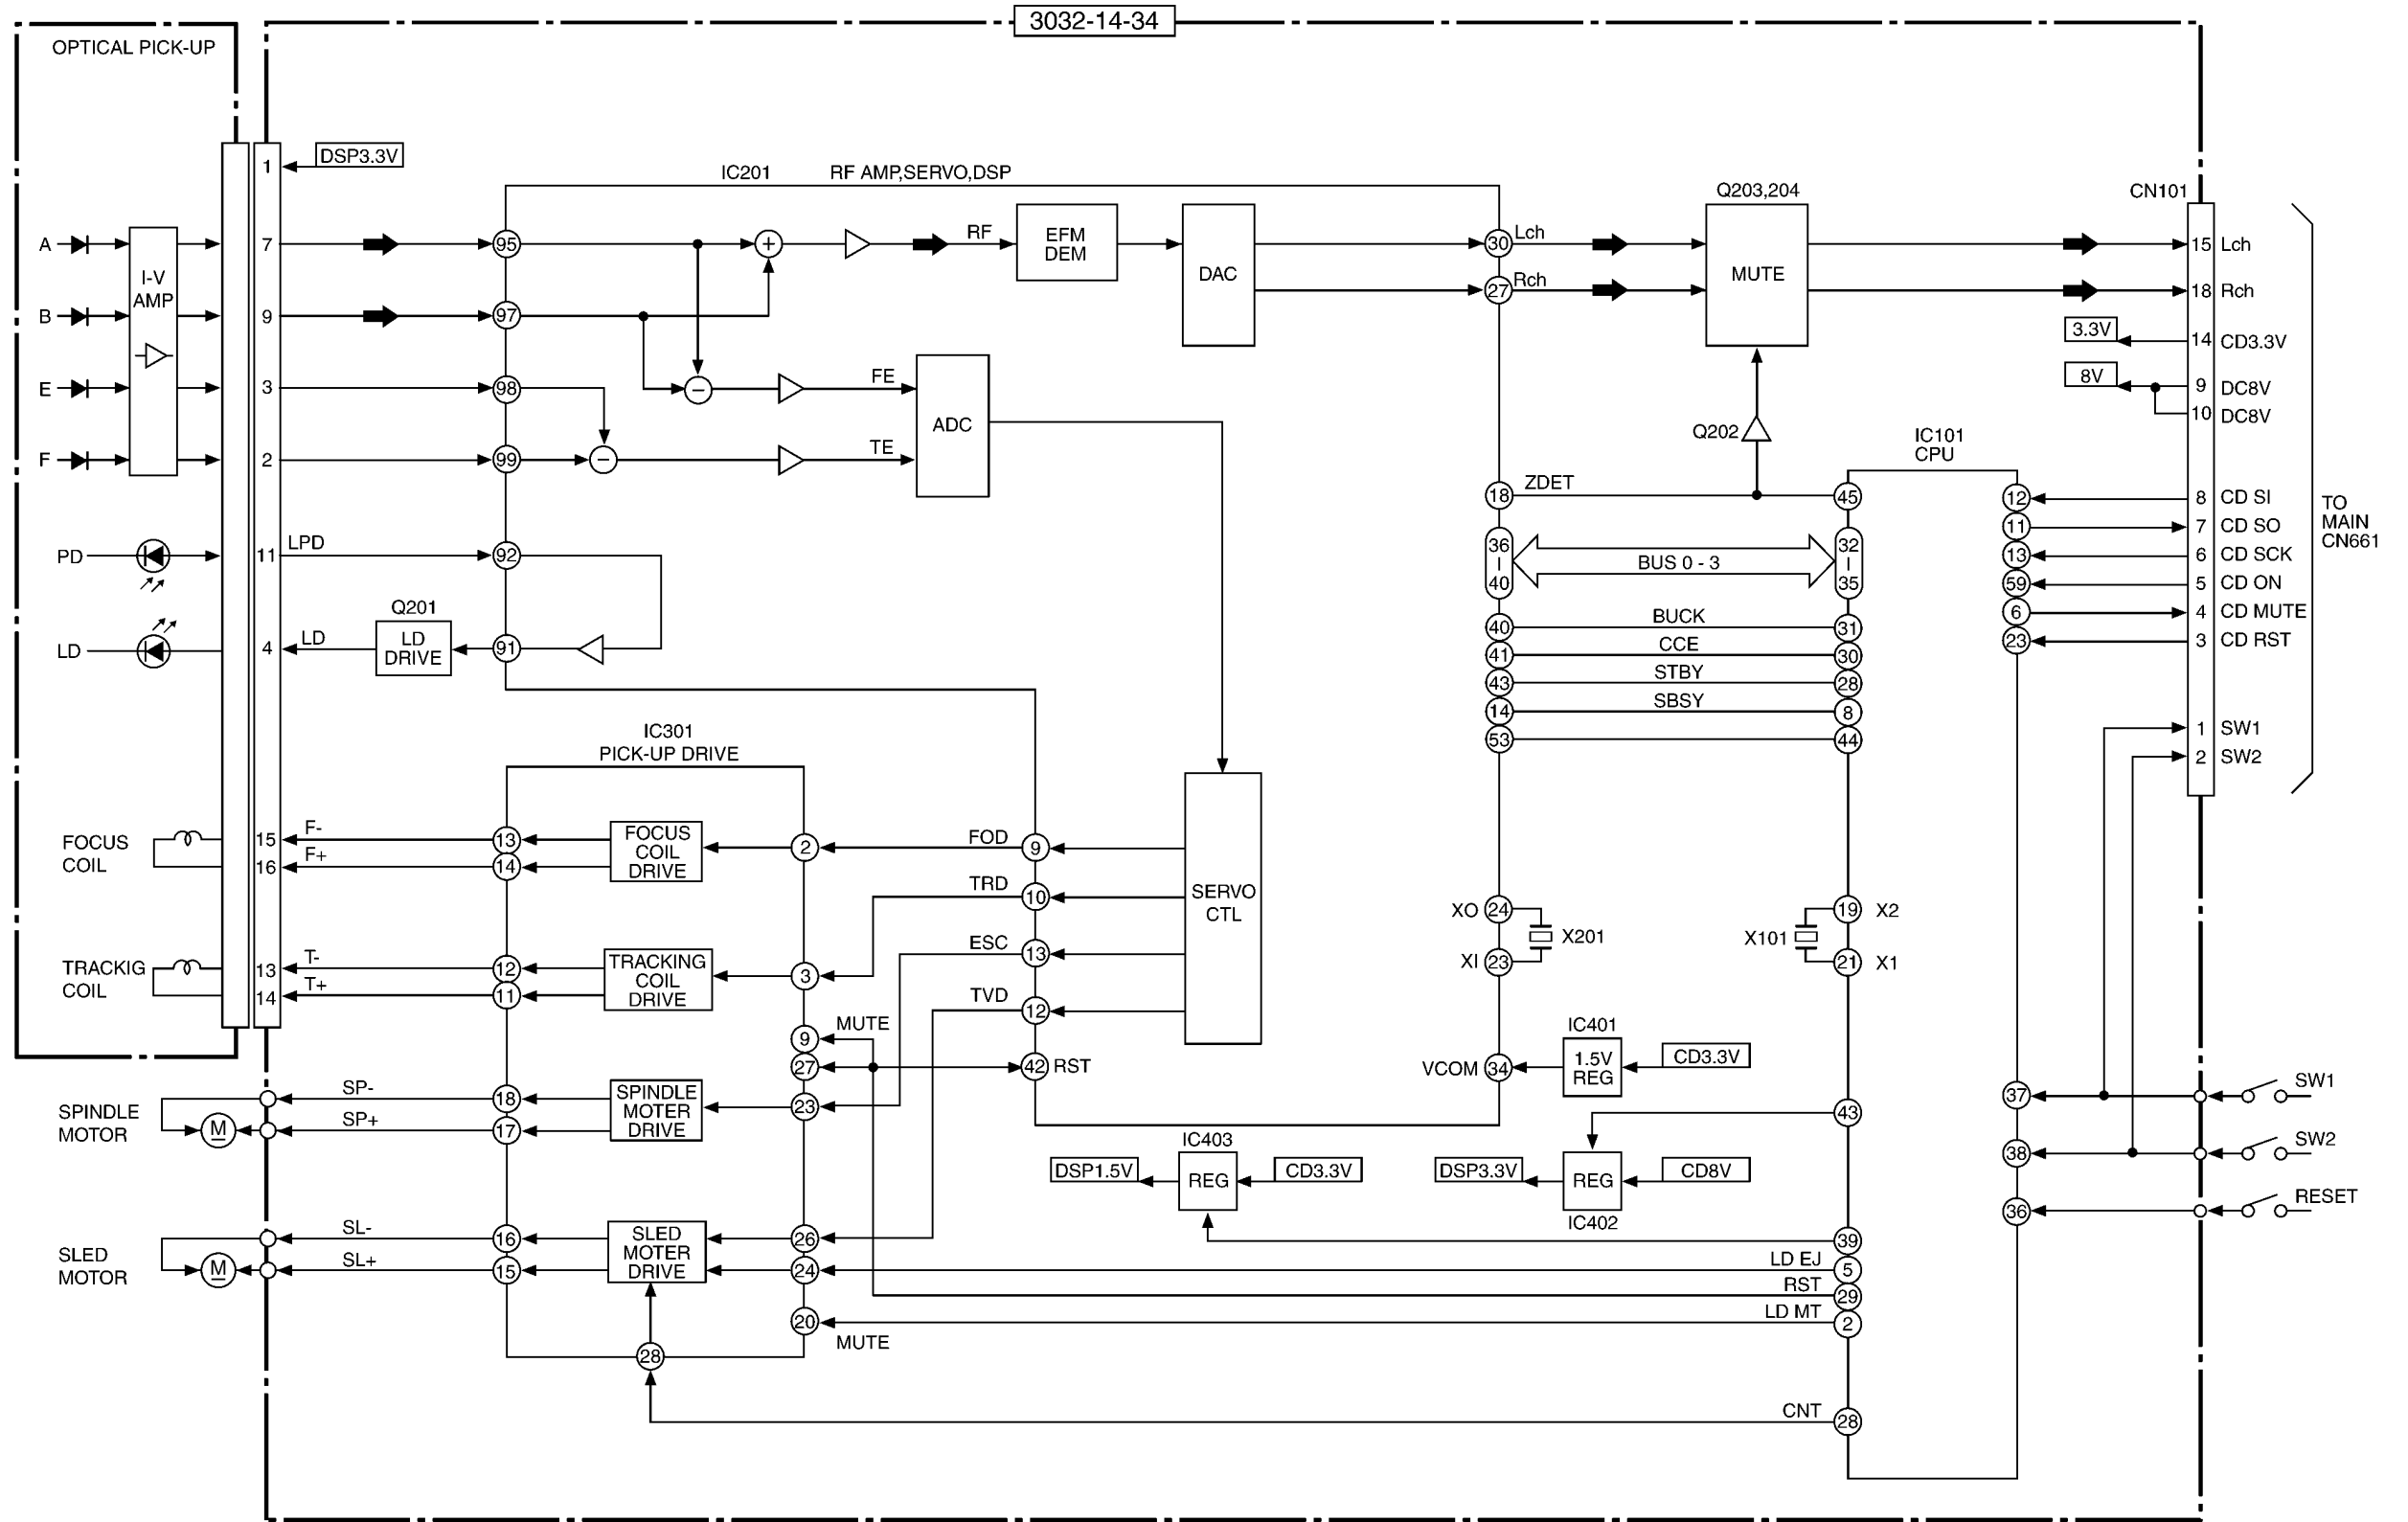 3032-14-34
OPTICAL PICK-UP
DSP3.3V
1
IC201
RF AMP,SERVO,DSP
Q203,204
CN101
A
I-V
AMP
7
95
+
RF
EFM
DEM
DAC
30
Lch
MUTE
15
Lch
27
Rch
18
Rch
B
9
97
3.3V
14
CD3.3V
8V
9
DC8V
10
DC8V
E
3
98
−
FE
ADC
F
2
99
−
TE
Q202
IC101
CPU
18
ZDET
45
12
8
CD SI
11
7
CD SO
13
6
CD SCK
59
5
CD ON
6
4
CD MUTE
23
3
CD RST
TO
MAIN
CN661
PD
11
LPD
92
36
40
BUS 0 - 3
32
35
LD
4
LD
Q201
LD
DRIVE
91
40
BUCK
31
41
CCE
30
43
STBY
28
14
SBSY
8
53
44
1
SW1
2
SW2
IC301
PICK-UP DRIVE
FOCUS
COIL
15
F-
13
16
F+
14
FOCUS
COIL
DRIVE
2
FOD
9
TRD
10
ESC
13
TVD
12
SERVO
CTL
TRACKIG
COIL
13
T-
12
14
T+
11
TRACKING
COIL
DRIVE
3
XO
24
XI
23
X201
X101
19
X2
21
X1
9
MUTE
27
42
RST
VCOM
34
IC401
1.5V
REG
CD3.3V
SPINDLE
MOTOR
M
SP-
18
SP+
17
SPINDLE
MOTER
DRIVE
23
37
SW1
43
38
SW2
IC403
DSP1.5V
REG
CD3.3V
DSP3.3V
REG
CD8V
IC402
36
RESET
SLED
MOTOR
M
SL-
16
SL+
15
SLED
MOTER
DRIVE
26
24
39
LD EJ
5
RST
29
LD MT
2
20
MUTE
28
CNT
28